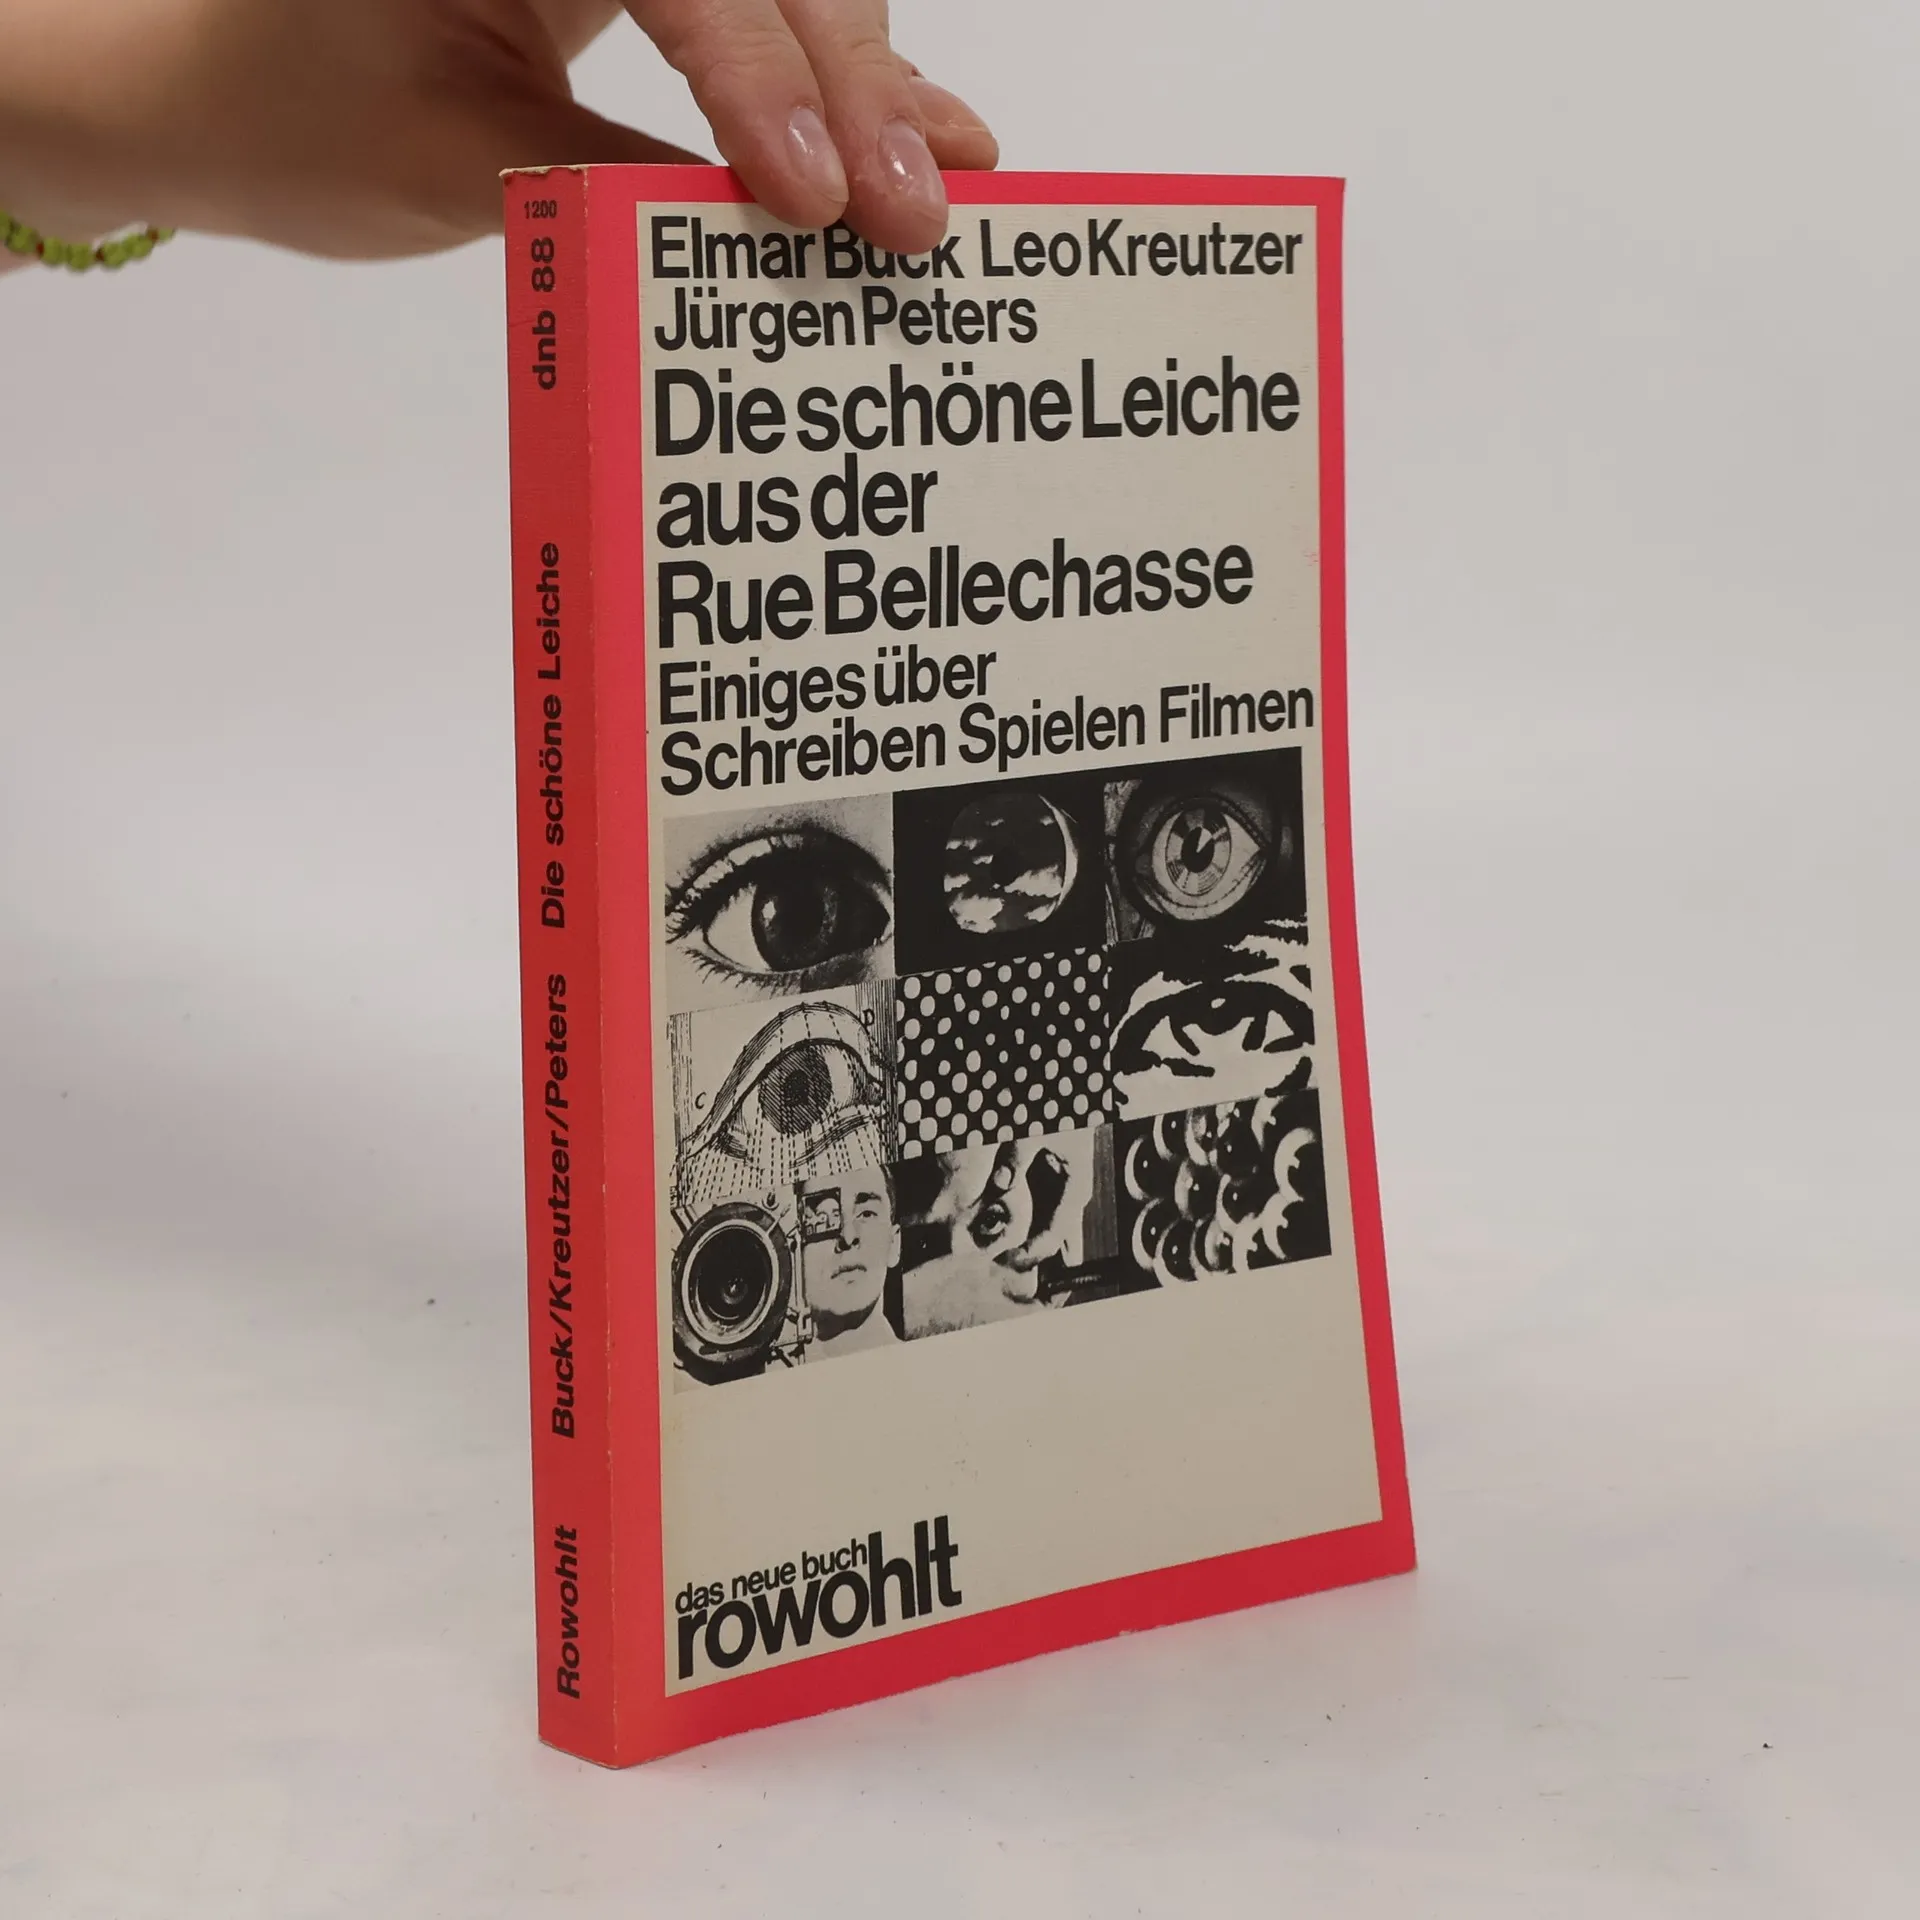 Elmar Buck Leo Kreutzer
Jürgen Peters
Die schöne Leiche
aus der
Rue Bellechasse
Einiges über
Schreiben Spielen Filmen
C
D
das neue buch
rowohlt
1200
dnb 88
Die schöne Leiche
Buck/Kreutzer/Peters
Rowohlt